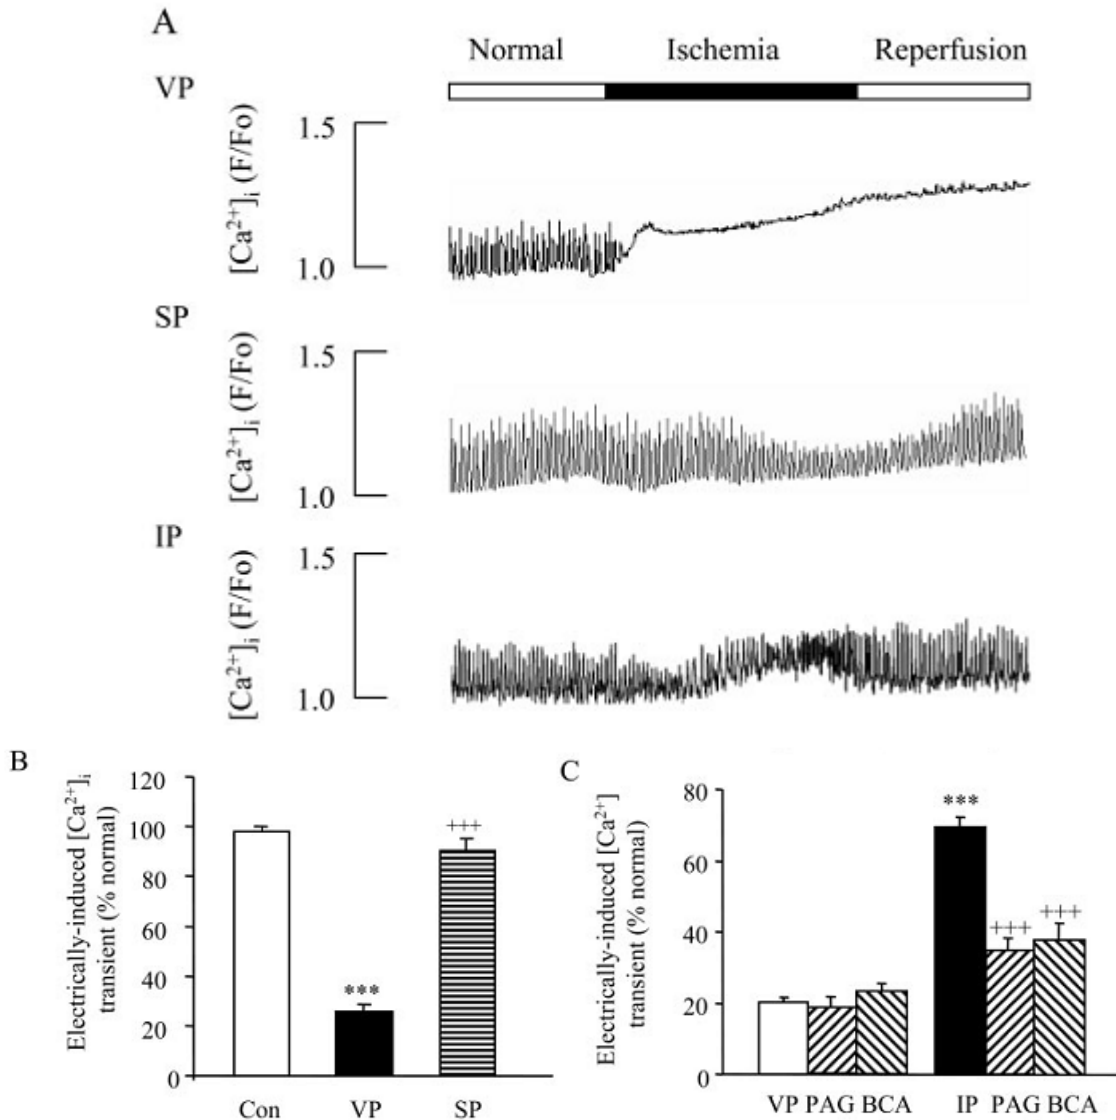 A
Normal Ischemia Reperfusion
VP
1.5
[Ca²⁺]ᵢ (F/Fo)
1.0
SP
1.5
[Ca²⁺]ᵢ (F/Fo)
1.0
IP
1.5
[Ca²⁺]ᵢ (F/Fo)
1.0
B
Electrically-induced [Ca²⁺]ᵢ
transient (% normal)
120
100
80
60
40
20
0
***
+++
Con VP SP
C
Electrically-induced [Ca²⁺]
transient (% normal)
80
60
40
20
0
***
+++
+++
VP PAG BCA IP PAG BCA